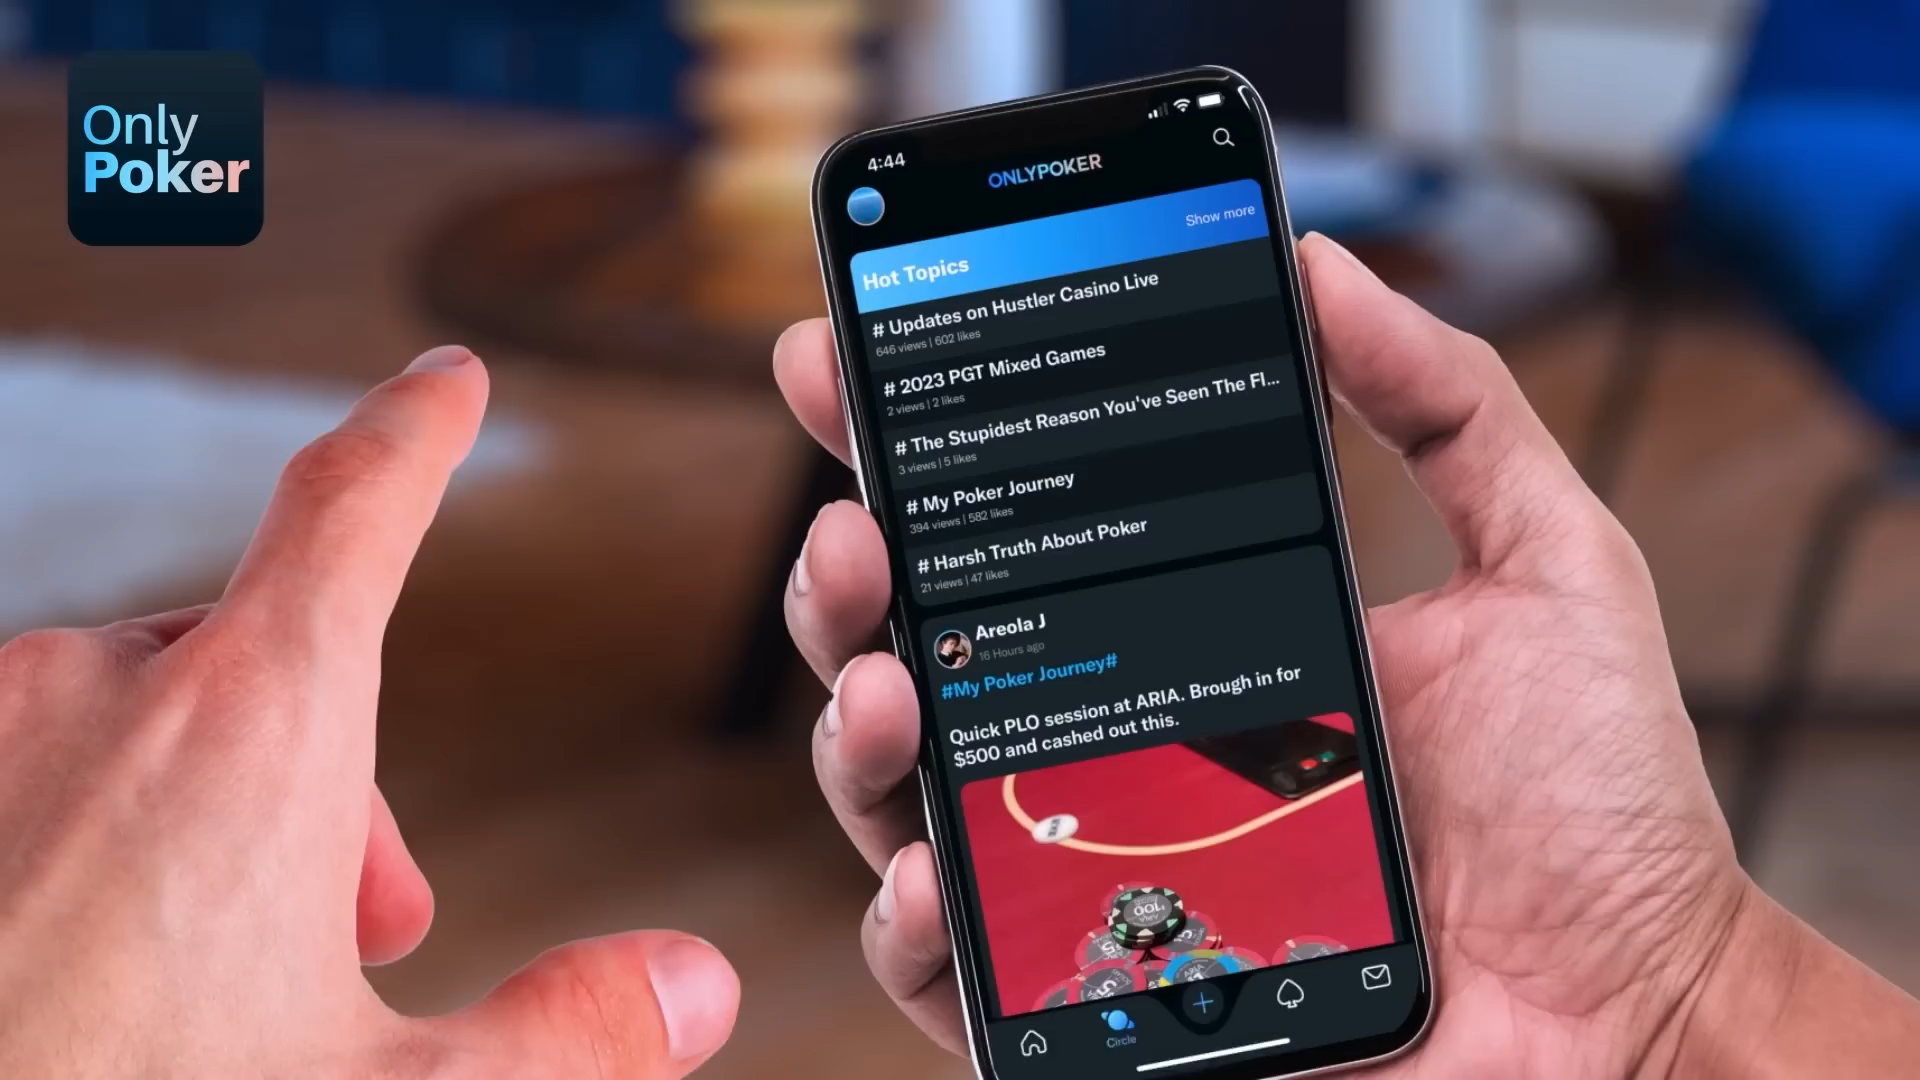 Only
Poker
4:44
ONLYPOKER
Show more
Hot Topics
# Updates on Hustler Casino Live
646 views | 602 likes
# 2023 PGT Mixed Games
2 views | 2 likes
# The Stupidest Reason You've Seen The Fl...
3 views | 5 likes
# My Poker Journey
394 views | 582 likes
# Harsh Truth About Poker
21 views | 47 likes
Areola J
16 Hours ago
#My Poker Journey#
Quick PLO session at ARIA. Brough in for
$500 and cashed out this.
100
ARIA
Circle